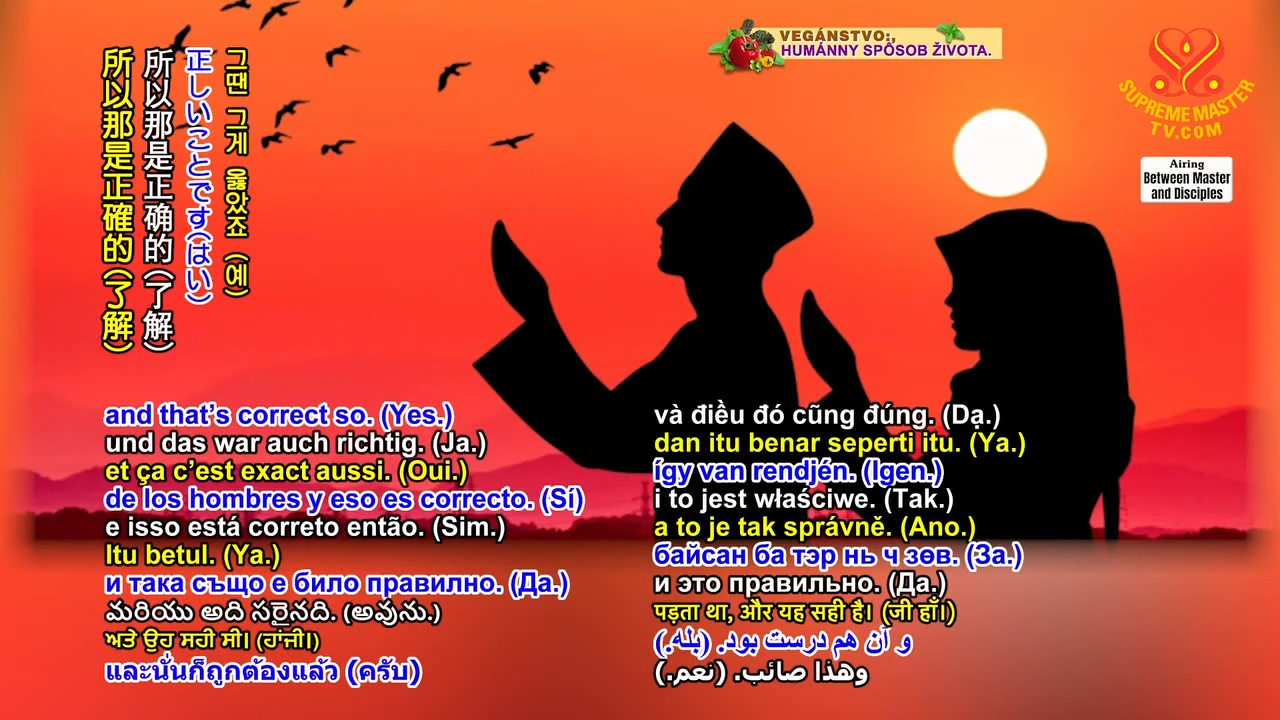 VEGÁNSTVO:,
HUMÁNNY SPÔSOB ŽIVOTA.
SUPREME MASTER
TV.COM
Airing
Between Master
and Disciples
그땐 그게 옳았죠 (예)
正しいことです(はい)
所以那是正确的(了解)
所以那是正確的(了解)
and that’s correct so. (Yes.)
und das war auch richtig. (Ja.)
et ça c’est exact aussi. (Oui.)
de los hombres y eso es correcto. (Sí)
e isso está correto então. (Sim.)
Itu betul. (Ya.)
и така също е било правилно. (Да.)
మరియు అది సరైనది. (అవును.)
ਅਤੇ ਉਹ ਸਹੀ ਸੀ। (ਹਾਂਜੀ।)
และนั่นก็ถูกต้องแล้ว (ครับ)
và điều đó cũng đúng. (Dạ.)
dan itu benar seperti itu. (Ya.)
így van rendjén. (Igen.)
i to jest właściwe. (Tak.)
a to je tak správně. (Ano.)
байсан ба тэр нь ч зөв. (За.)
и это правильно. (Да.)
पड़ता था, और यह सही है। (जी हाँ।)
و آن هم درست بود. (بله.)
وهذا صائب. (نعم.)